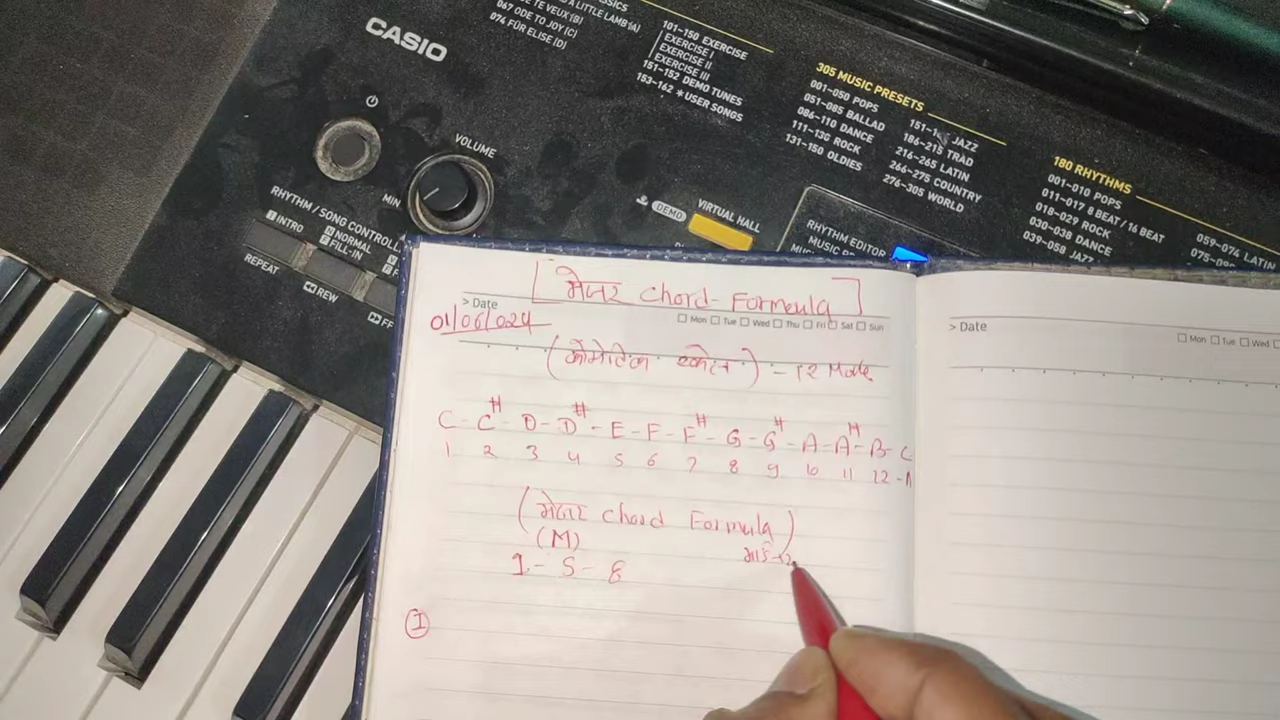 067 ODE TO JOY (C)
074 FÜR ELISE (D)
101-150 EXERCISE
EXERCISE I
EXERCISE II
EXERCISE III
151-152 DEMO TUNES
153-162 *USER SONGS
305 MUSIC PRESETS
001-050 POPS
051-085 BALLAD
086-110 DANCE
111-130 ROCK
131-150 OLDIES
JAZZ
186-215 TRAD
216-265 LATIN
266-275 COUNTRY
276-305 WORLD
180 RHYTHMS
001-010 POPS
011-017 8 BEAT / 16 BEAT
018-029 ROCK
030-038 DANCE
039-058 JAZZ
059-074 LATIN
CASIO
VOLUME
MIN
RHYTHM / SONG CONTROL
INTRO
NORMAL
FILL-IN
REPEAT
REW
FF
DEMO
VIRTUAL HALL
RHYTHM EDITOR
[मेजर Chord-Formula]
> Date
Mon Tue Wed Thu Fri Sat Sun
01/06/024
(क्रोमेटिक स्केल) - 12 Note
C - C# - D - D# - E - F - F# - G - G# - A - A# - B - C
1 2 3 4 5 6 7 8 9 10 11 12 - 1
(मेजर Chord Formula)
(M)
1 - 5 - 8
I
> Date
Mon Tue Wed